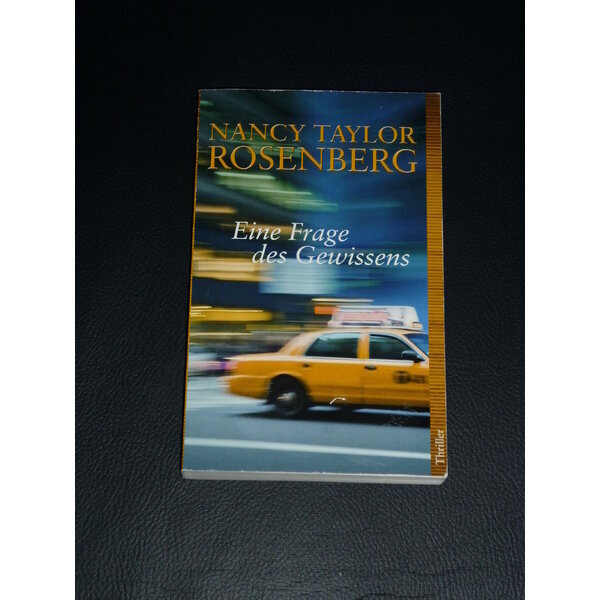 NANCY TAYLOR
ROSENBERG
Eine Frage
des Gewissens
Thriller